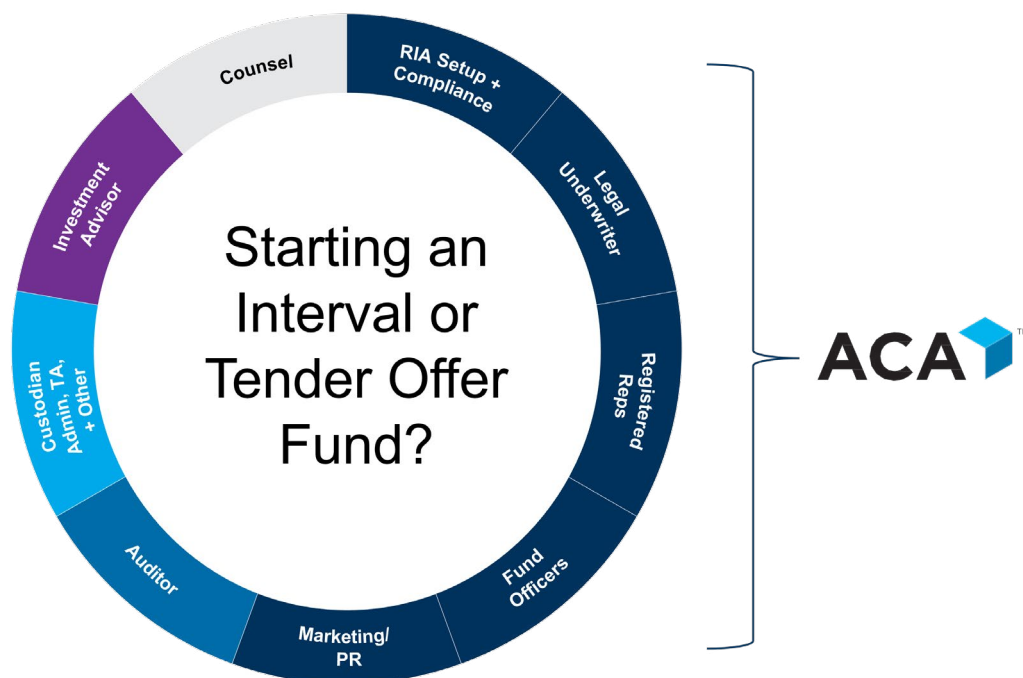 Counsel
RIA Setup +
Compliance
Legal
Underwriter
Registered
Reps
Fund
Officers
Marketing/
PR
Auditor
Custodian
Admin, TA,
+ Other
Investment
Advisor
Starting an
Interval or
Tender Offer
Fund?
ACA
TM